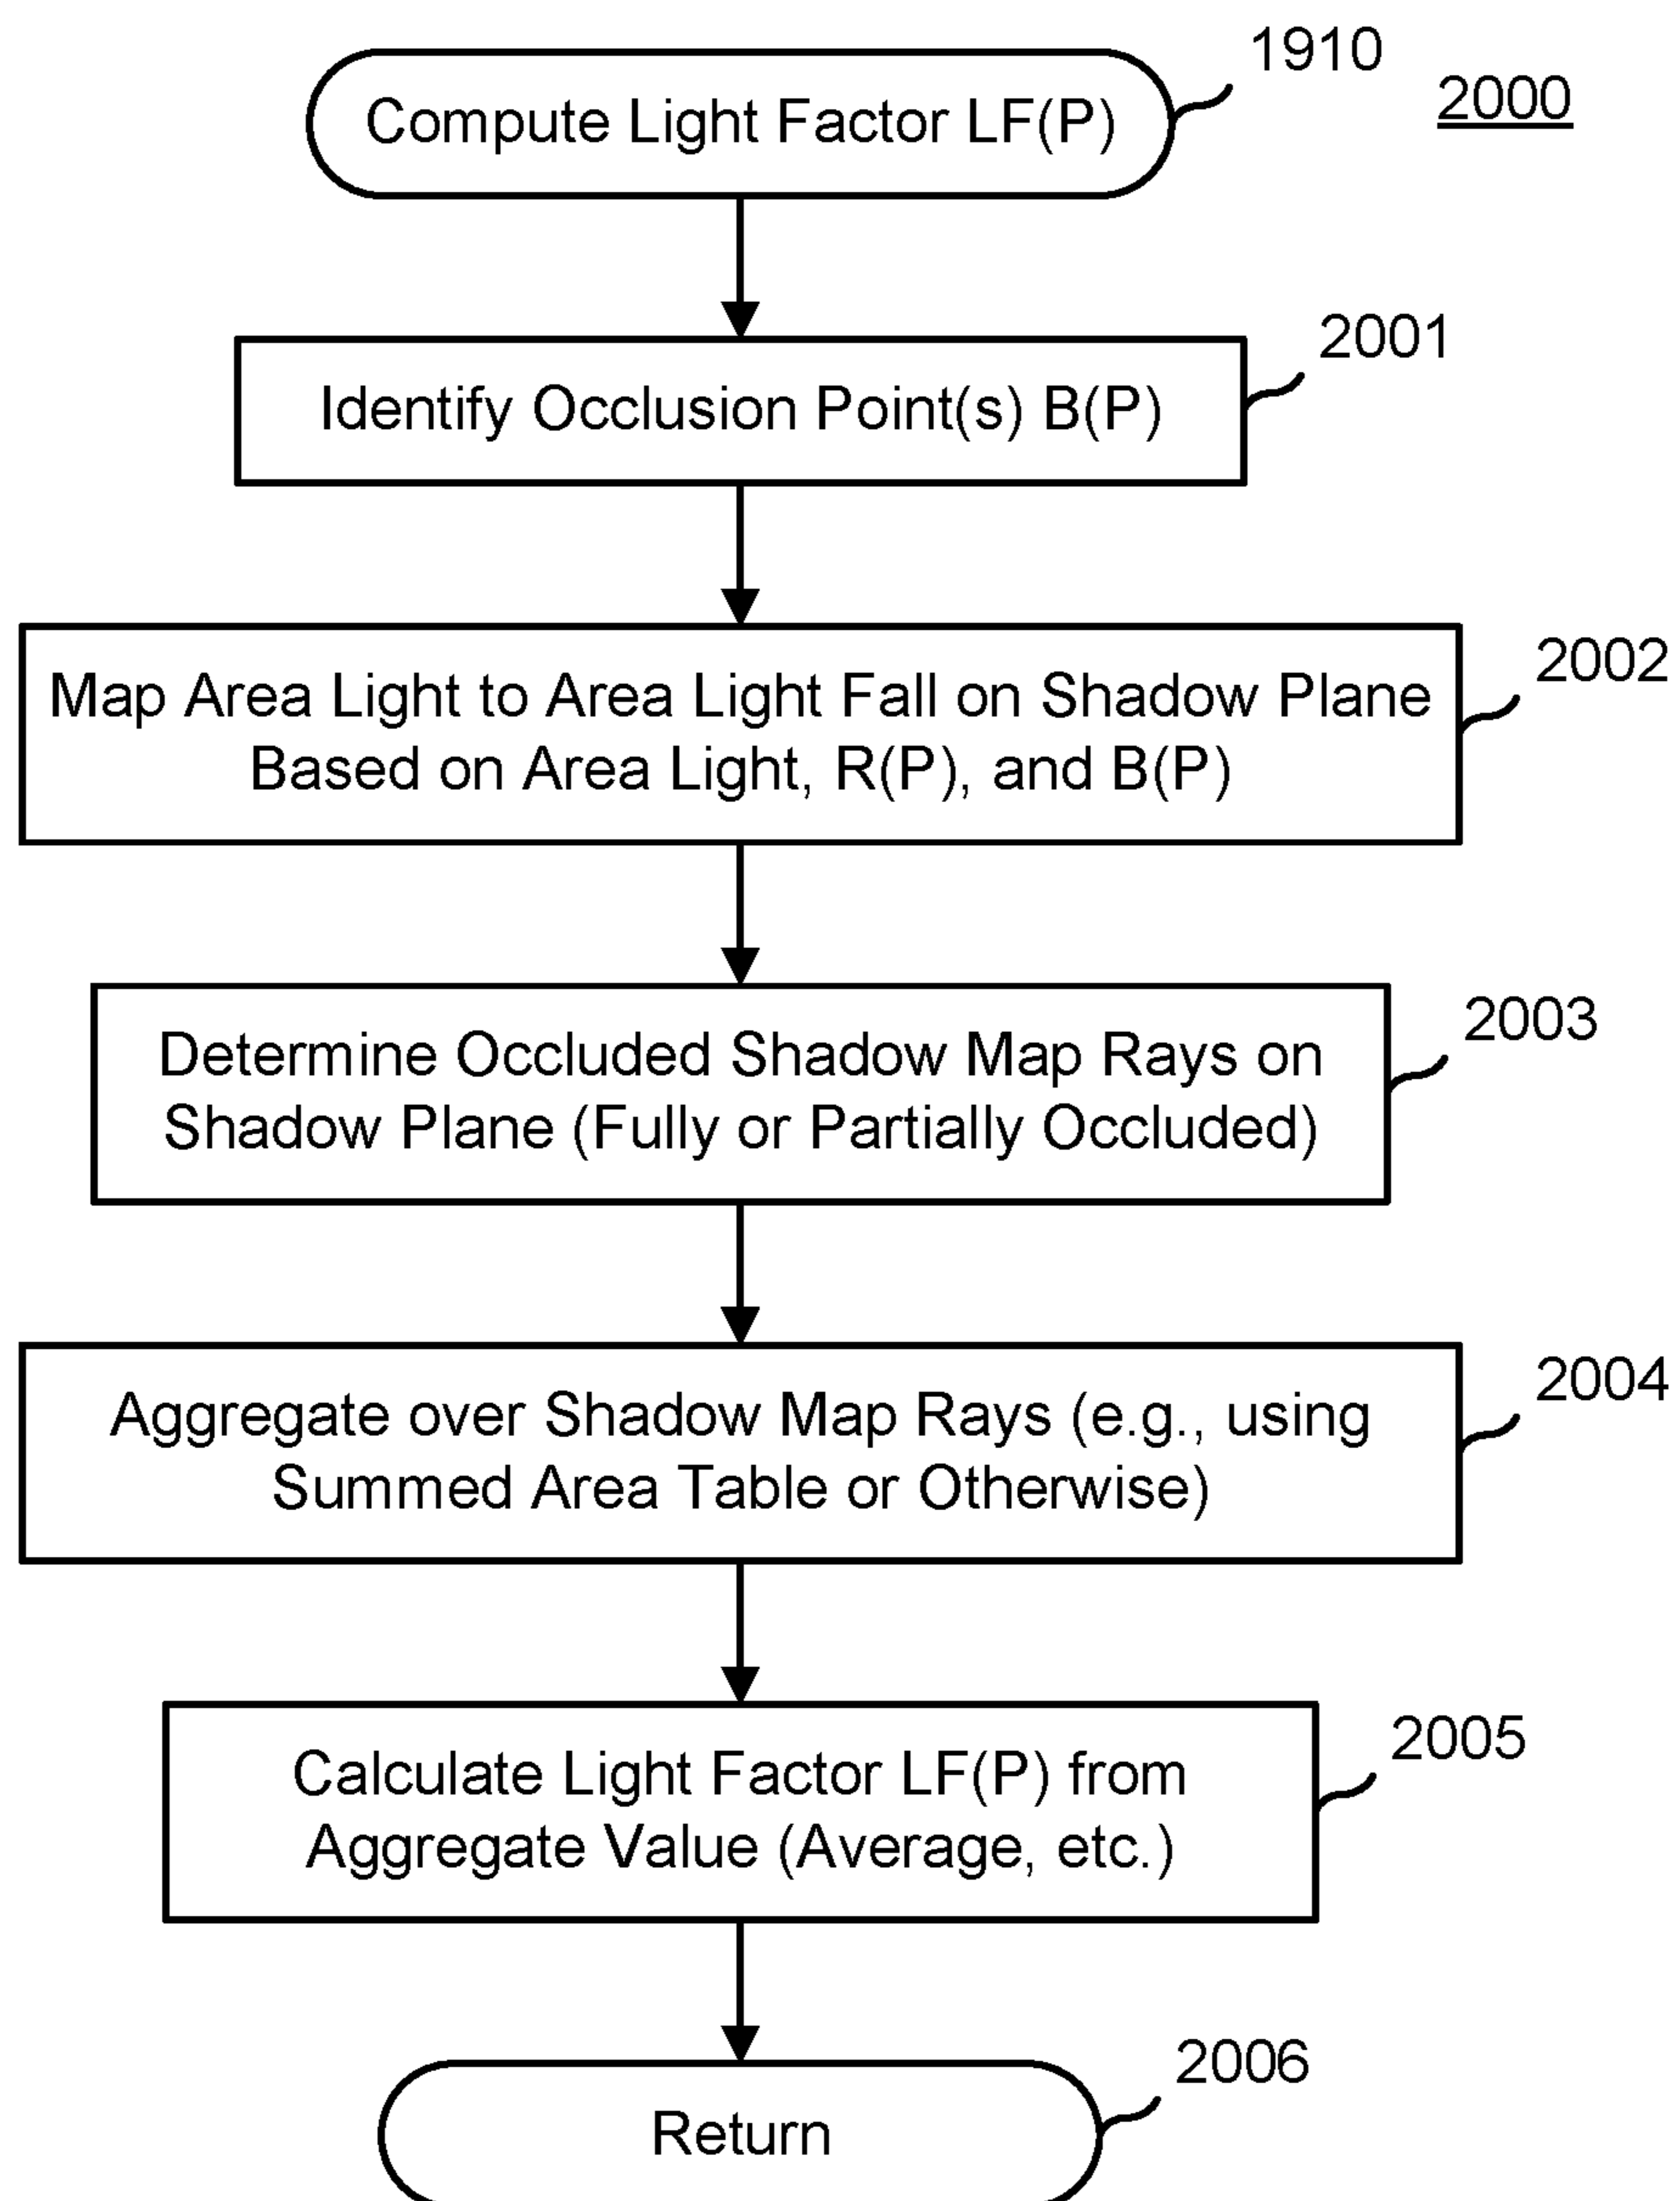 1910
2000
Compute Light Factor LF(P)
2001
Identify Occlusion Point(s) B(P)
2002
Map Area Light to Area Light Fall on Shadow Plane
Based on Area Light, R(P), and B(P)
2003
Determine Occluded Shadow Map Rays on
Shadow Plane (Fully or Partially Occluded)
2004
Aggregate over Shadow Map Rays (e.g., using
Summed Area Table or Otherwise)
2005
Calculate Light Factor LF(P) from
Aggregate Value (Average, etc.)
2006
Return